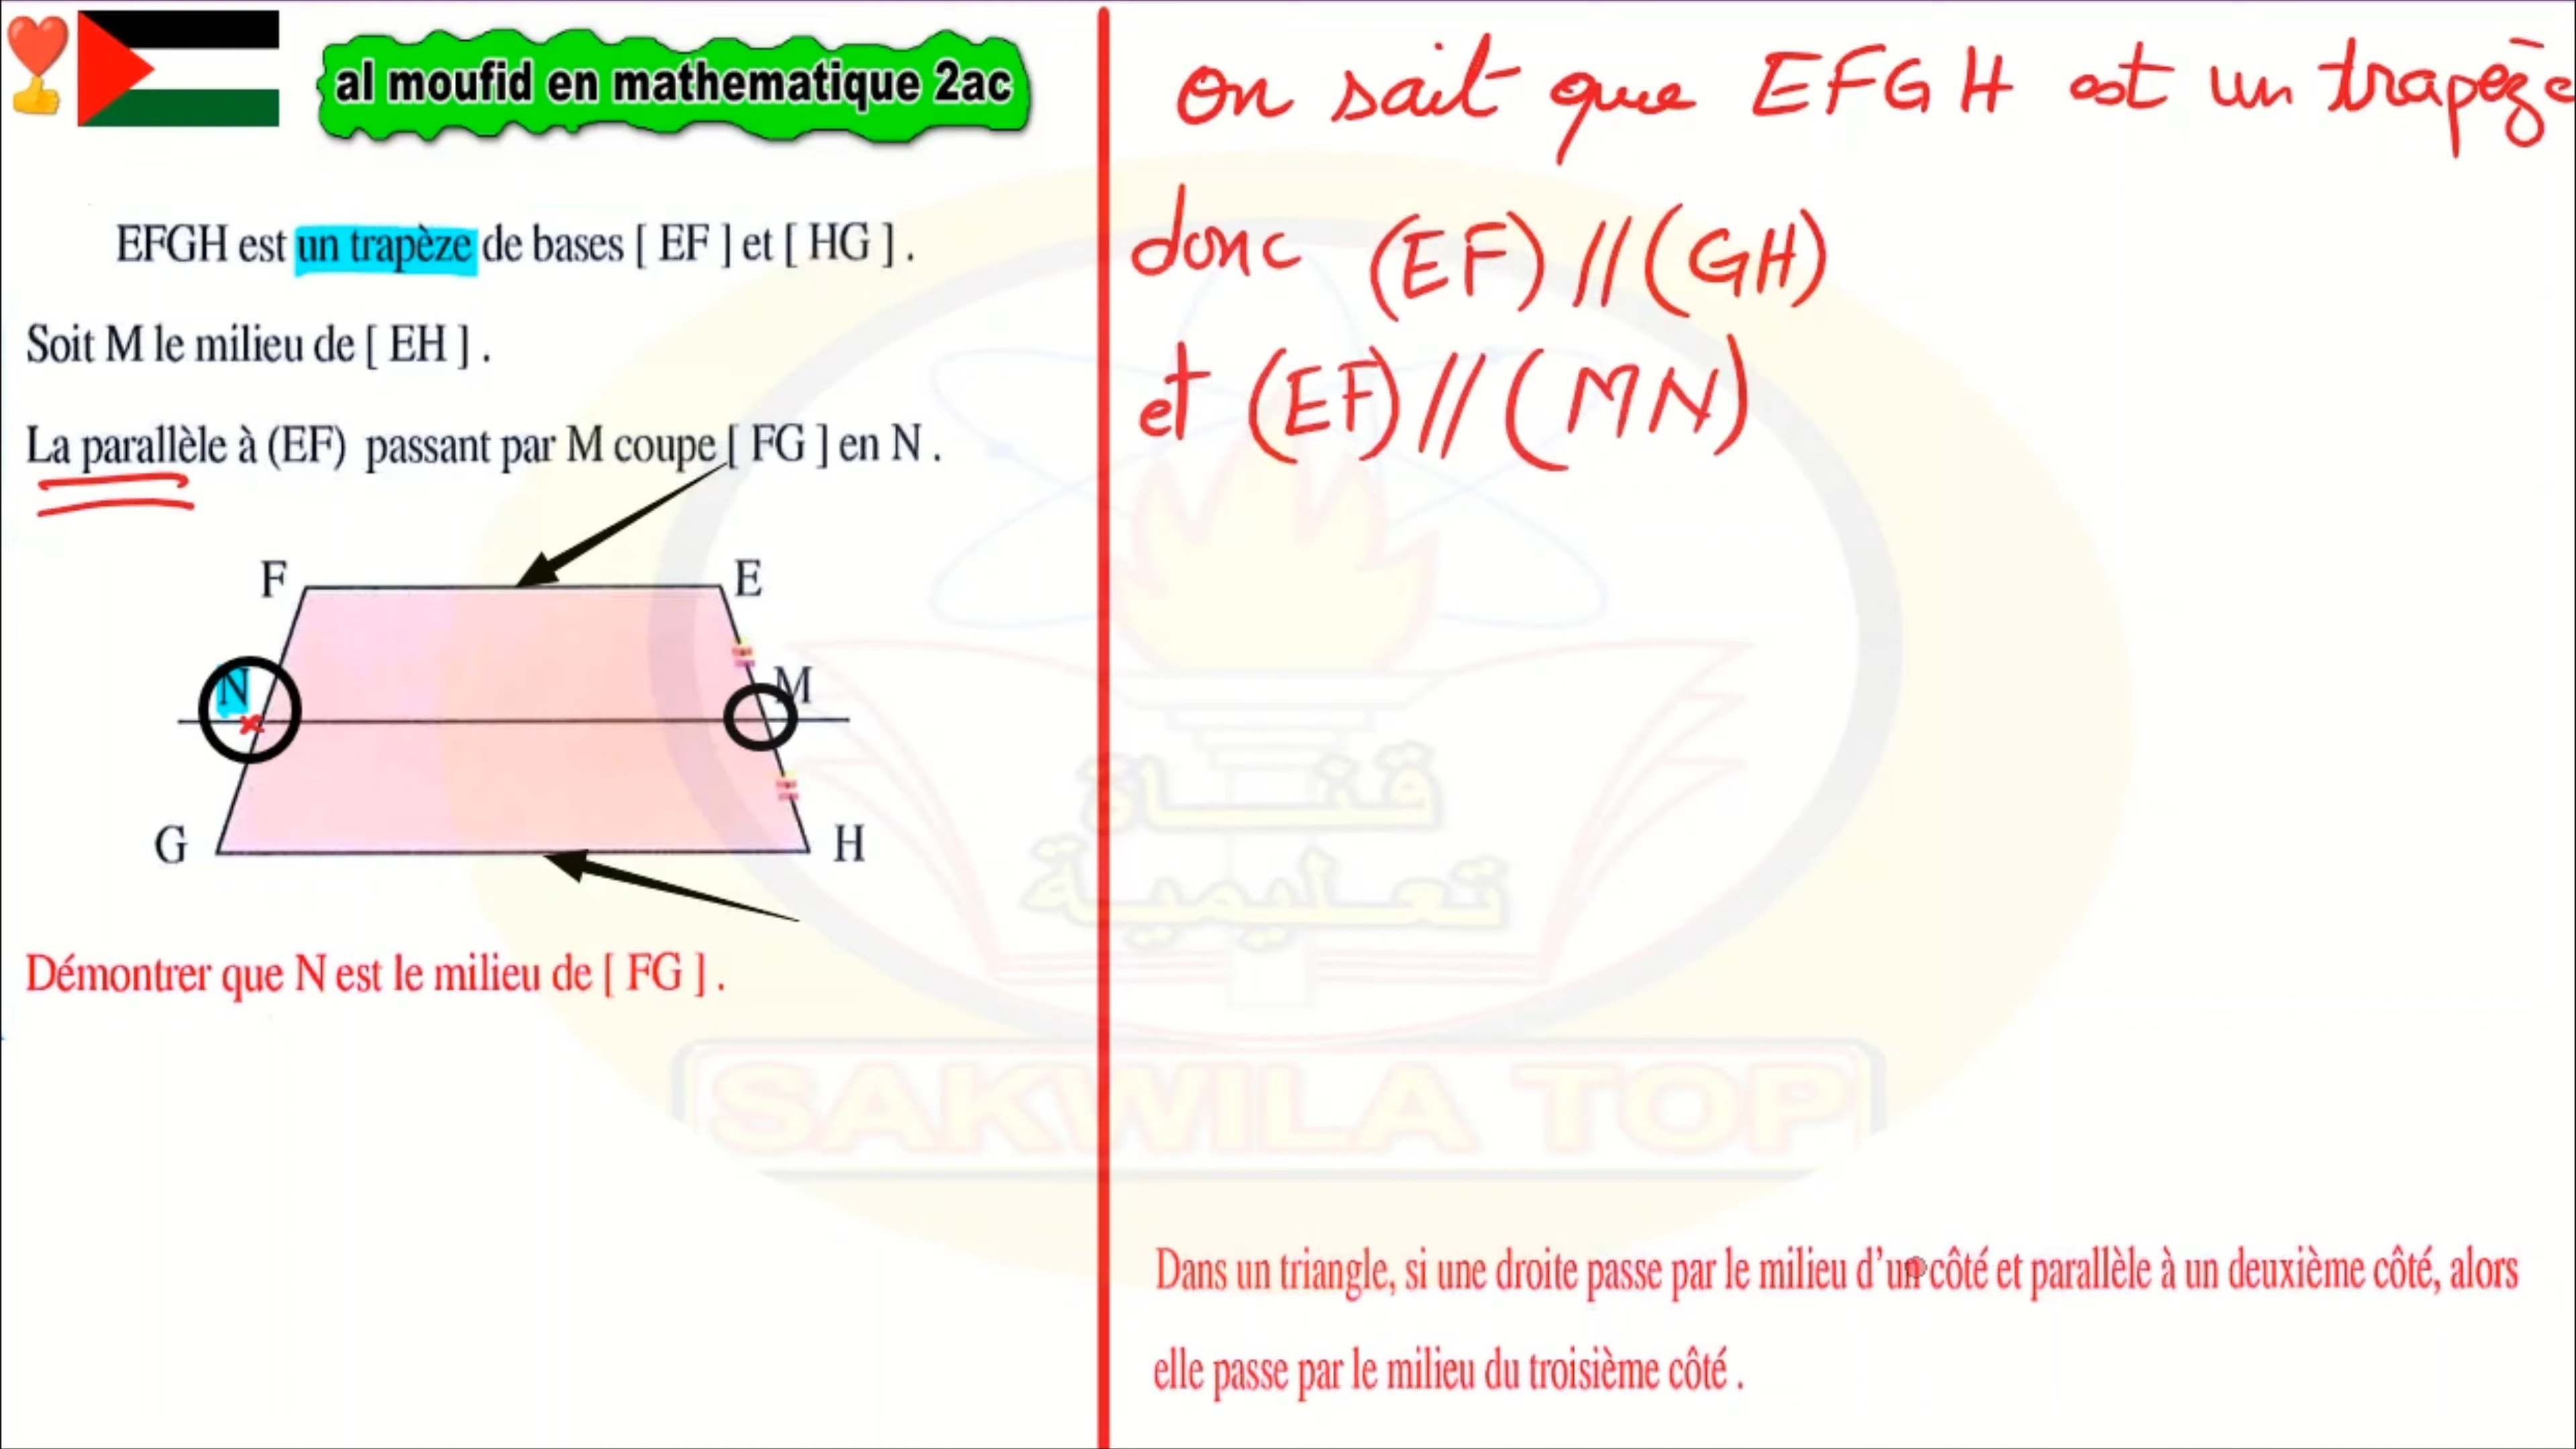 al moufid en mathematique 2ac
EFGH est un trapèze de bases [ EF ] et [ HG ] .
Soit M le milieu de [ EH ] .
La parallèle à (EF) passant par M coupe [ FG ] en N .
F
E
N
M
G
H
Démontrer que N est le milieu de [ FG ] .
On sait que EFGH est un trapèze
donc (EF) // (GH)
et (EF) // (MN)
قناة
تعليمية
SAKWILA TOP
Dans un triangle, si une droite passe par le milieu d'un côté et parallèle à un deuxième côté, alors
elle passe par le milieu du troisième côté .